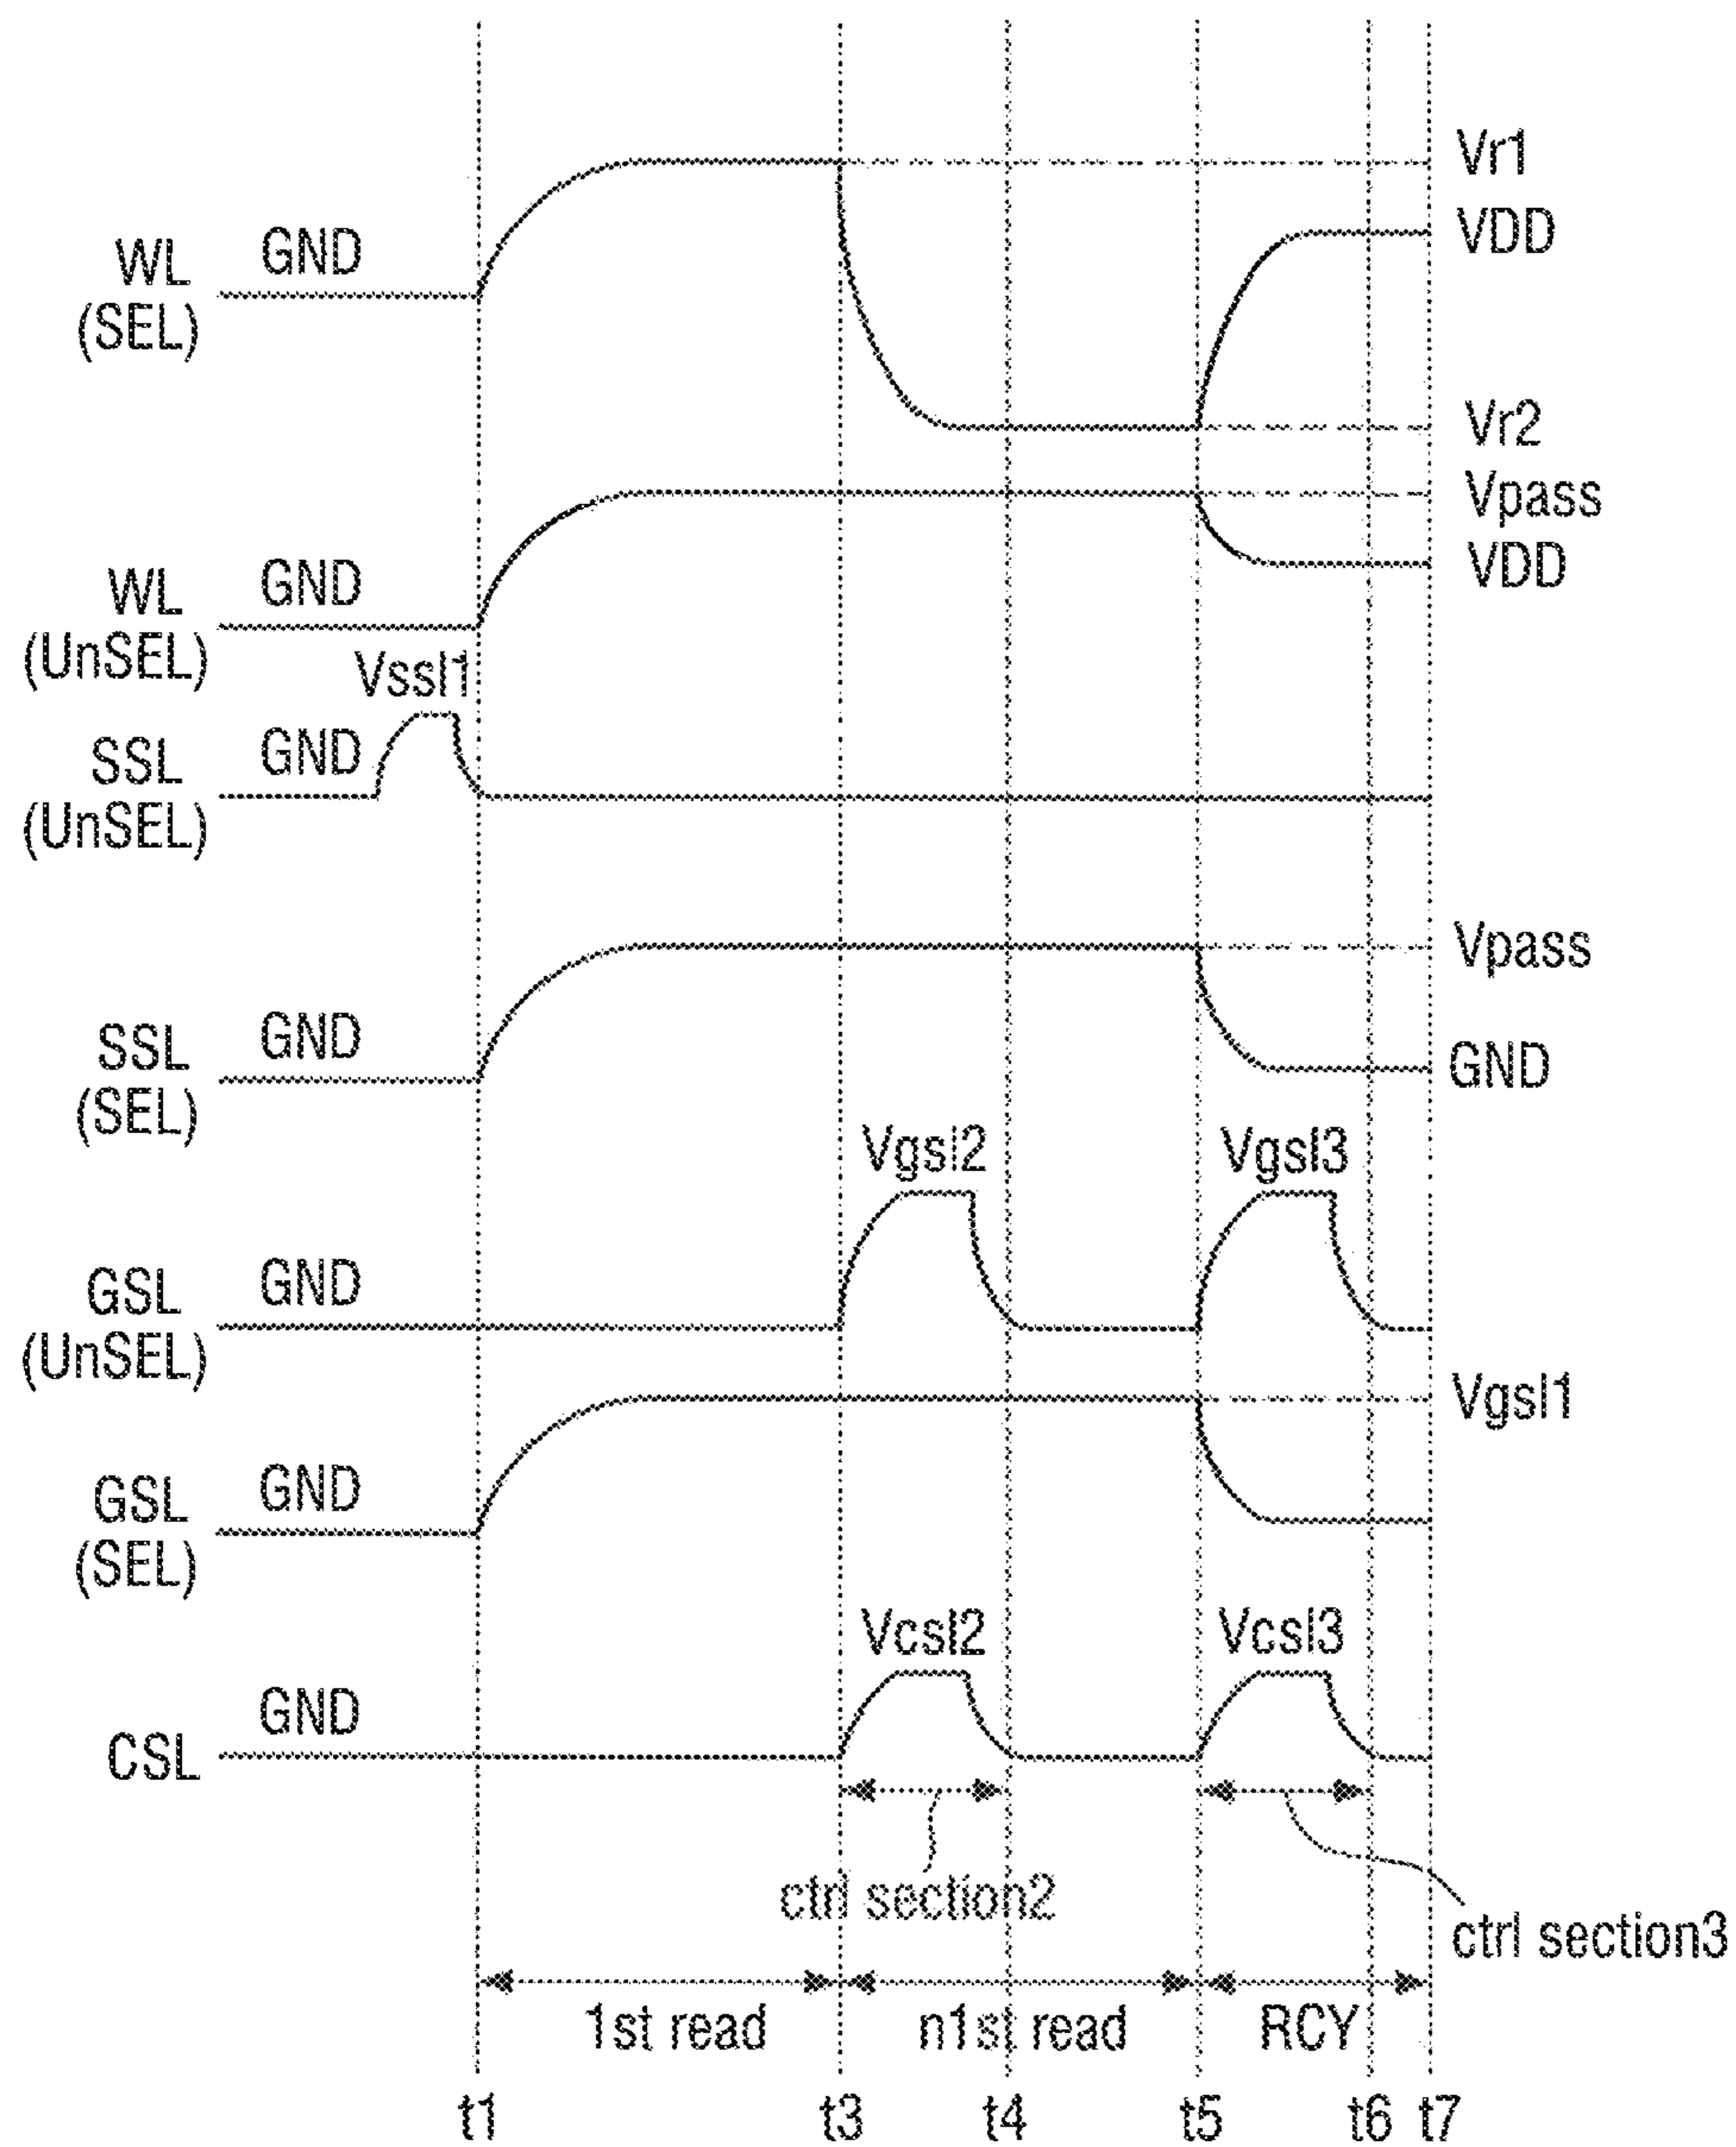 Vr1
WL
(SEL)
GND
VDD
Vr2
Vpass
WL
(UnSEL)
GND
VDD
Vssl1
SSL
(UnSEL)
GND
Vpass
SSL
(SEL)
GND
GND
Vgsl2
Vgsl3
GSL
(UnSEL)
GND
Vgsl1
GSL
(SEL)
GND
Vcsl2
Vcsl3
CSL
GND
ctrl section2
ctrl section3
1st read
n1st read
RCY
t1
t3
t4
t5
t6
t7